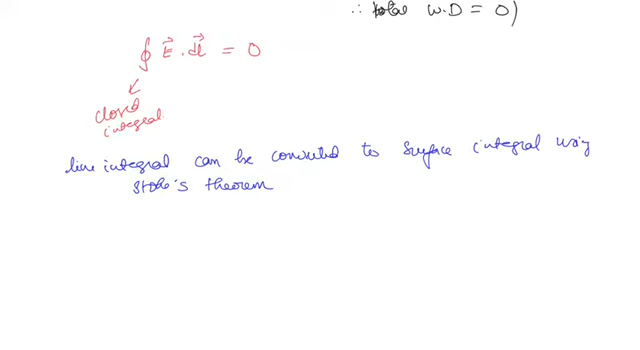 ∴ total W.D = 0)
∮ E⃗ . dl⃗ = 0
closed
integral
line integral can be converted to surface integral using
stoke's theorem